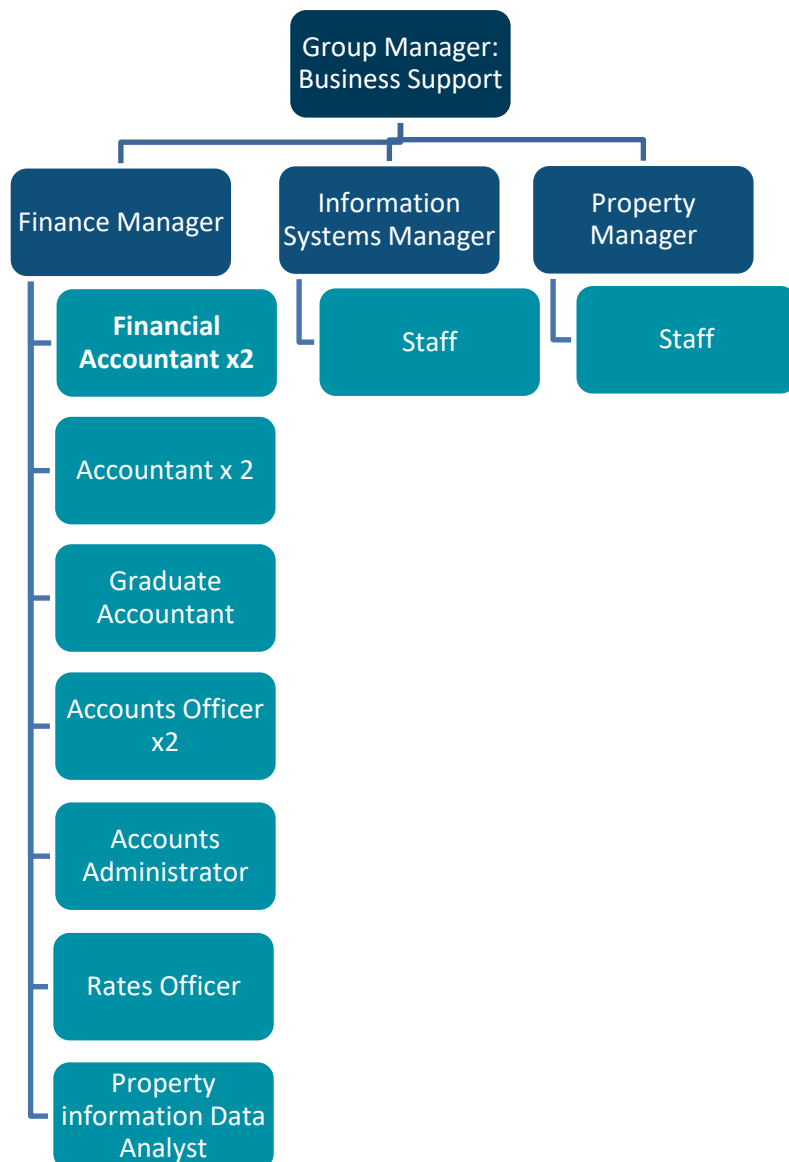 Group Manager:
Business Support
Finance Manager
Information
Systems Manager
Property
Manager
Financial
Accountant x2
Staff
Staff
Accountant x 2
Graduate
Accountant
Accounts Officer
x2
Accounts
Administrator
Rates Officer
Property
information Data
Analyst